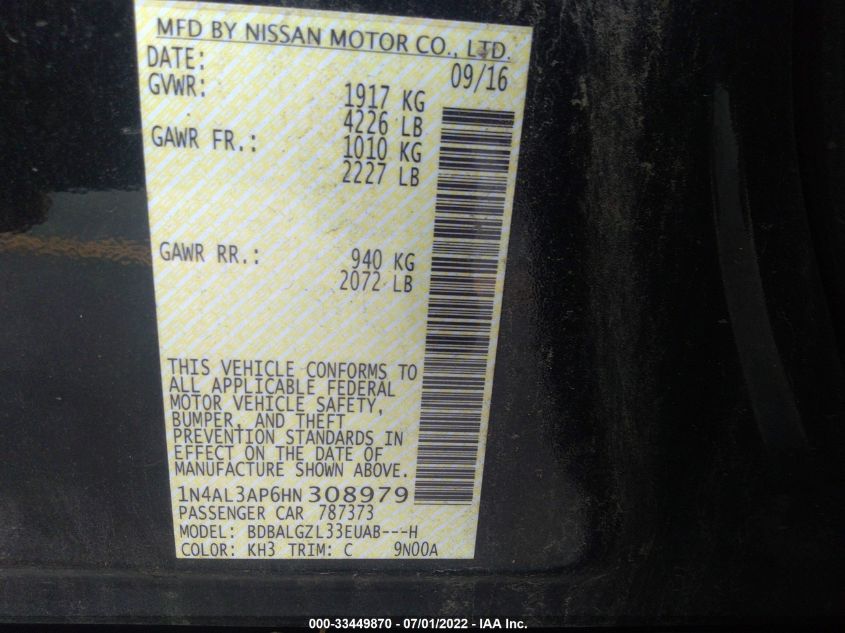 MFD BY NISSAN MOTOR CO., LTD.
DATE: 09/16
GVWR: 1917 KG
4226 LB
GAWR FR.: 1010 KG
2227 LB
GAWR RR.: 940 KG
2072 LB
THIS VEHICLE CONFORMS TO
ALL APPLICABLE FEDERAL
MOTOR VEHICLE SAFETY,
BUMPER, AND THEFT
PREVENTION STANDARDS IN
EFFECT ON THE DATE OF
MANUFACTURE SHOWN ABOVE.
1N4AL3AP6HN308979
PASSENGER CAR 787373
MODEL: BDBALGZL33EUAB---H
COLOR: KH3 TRIM: C 9N00A
000-33449870 - 07/01/2022 - IAA Inc.